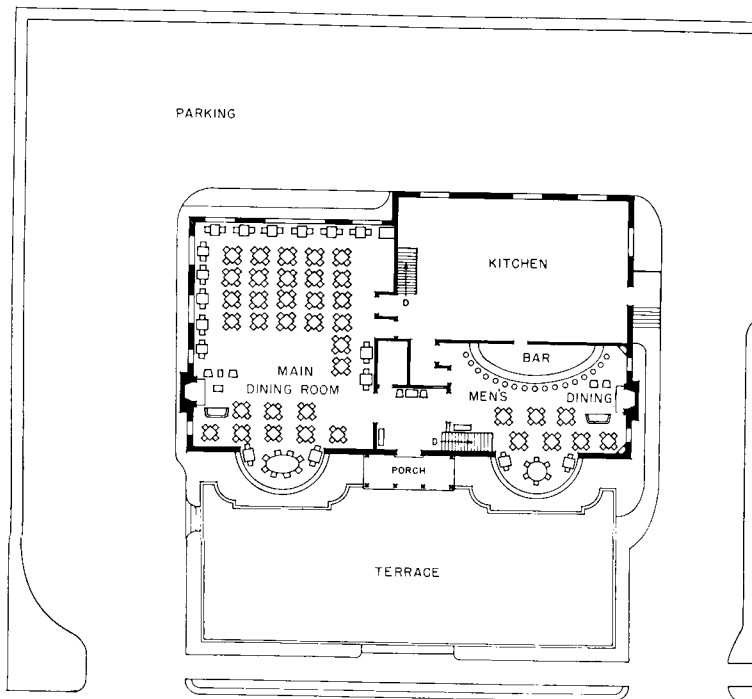 PARKING
KITCHEN
D
BAR
MAIN
DINING ROOM
MEN'S DINING
D
PORCH
TERRACE